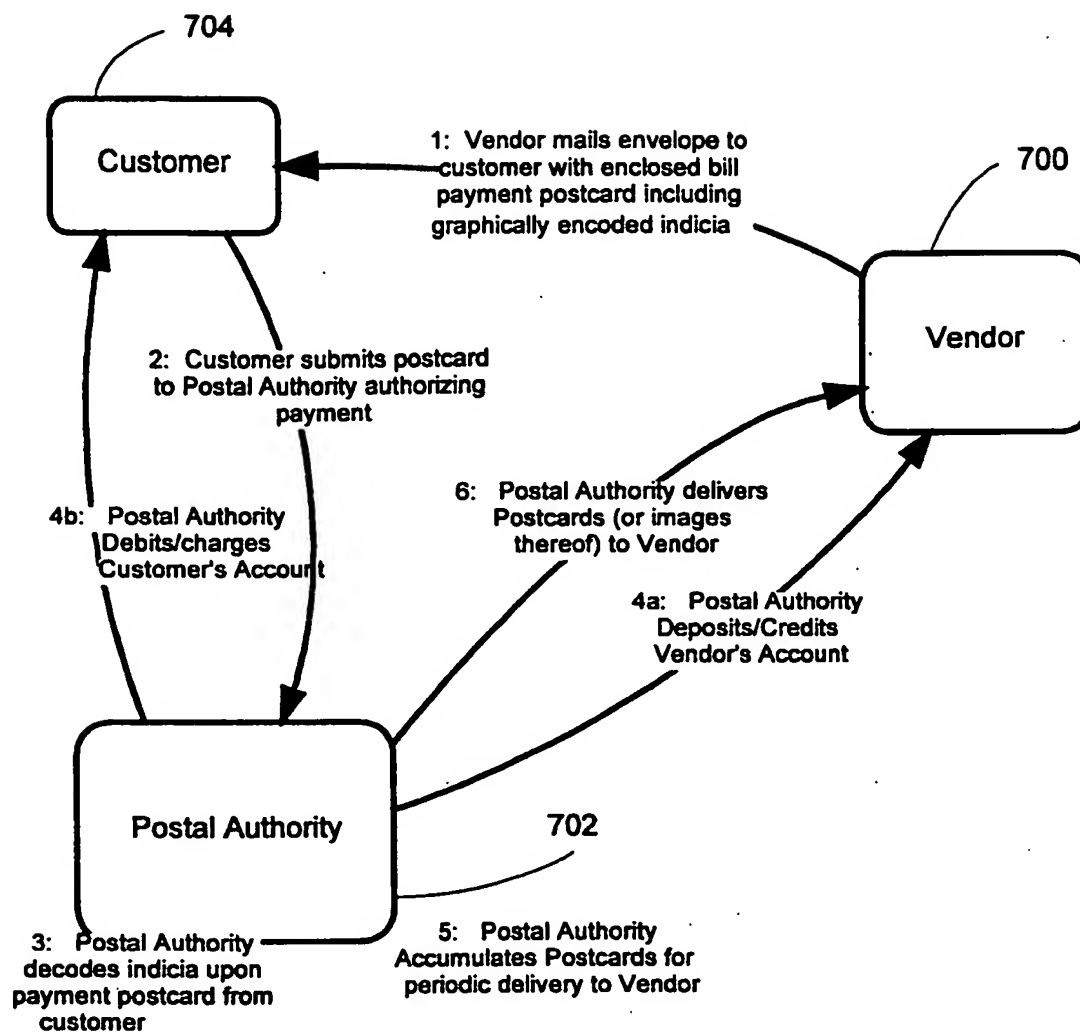 704
Customer
1: Vendor mails envelope to
customer with enclosed bill
payment postcard including
graphically encoded indicia
700
Vendor
2: Customer submits postcard
to Postal Authority authorizing
payment
4b: Postal Authority
Debits/charges
Customer's Account
6: Postal Authority delivers
Postcards (or images
thereof) to Vendor
4a: Postal Authority
Deposits/Credits
Vendor's Account
Postal Authority
702
3: Postal Authority
decodes indicia upon
payment postcard from
customer
5: Postal Authority
Accumulates Postcards for
periodic delivery to Vendor